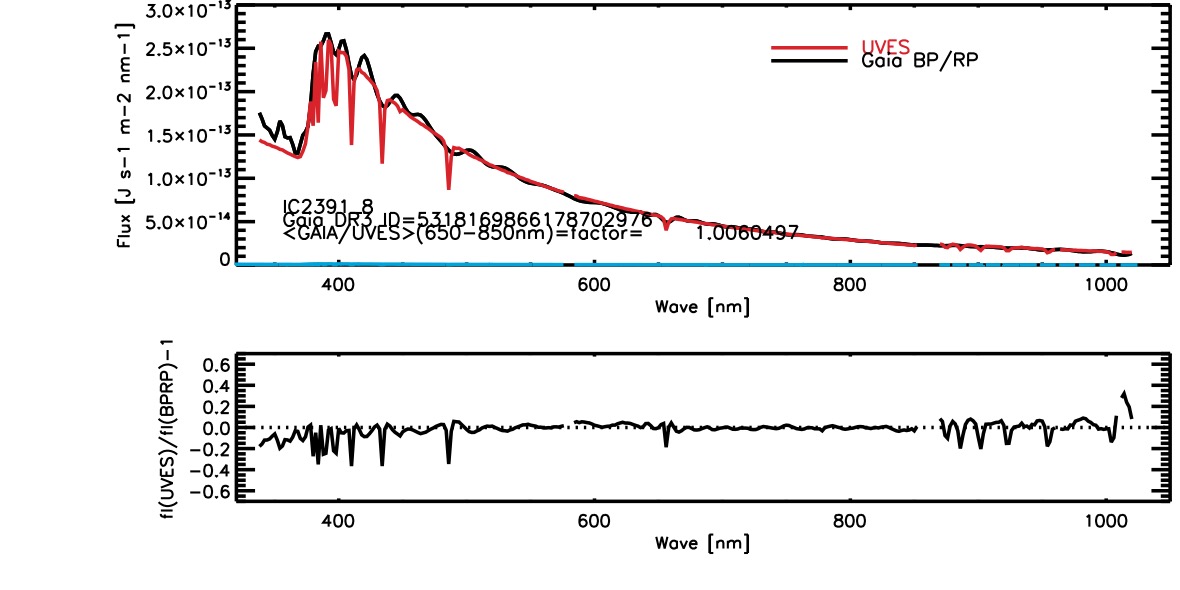 3.0×10−13
2.5×10−13
2.0×10−13
1.5×10−13
1.0×10−13
5.0×10−14
0
Flux [J s−1 m−2 nm−1]
UVES
Gaia BP/RP
IC2391_8
Gaia DR3 ID=5318169866178702976
<GAIA/UVES>(650−850nm)=factor= 1.0060497
400 600 800 1000
Wave [nm]
0.6
0.4
0.2
0.0
−0.2
−0.4
−0.6
fl(UVES)/fl(BPRP)−1
400 600 800 1000
Wave [nm]